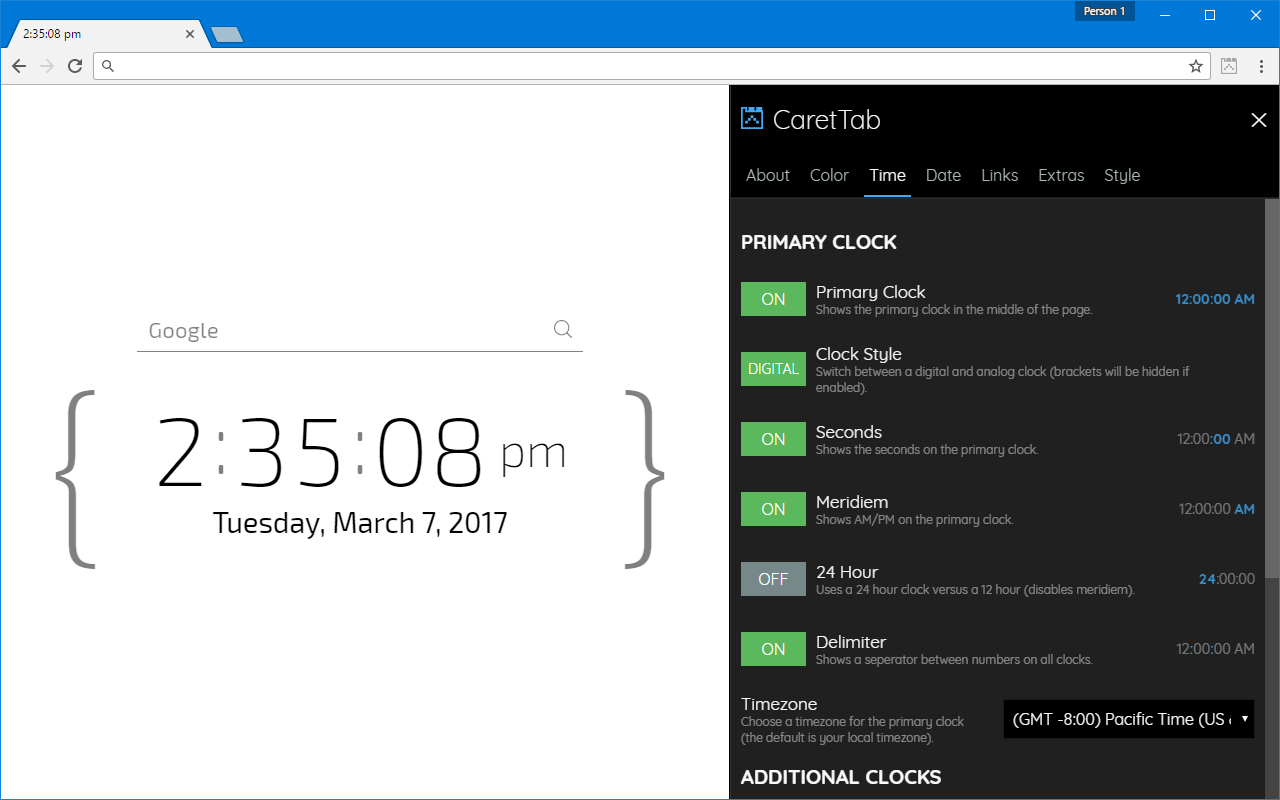 Person 1
2:35:08 pm
CaretTab
About Color Time Date Links Extras Style
Google
2:35:08 pm
Tuesday, March 7, 2017
PRIMARY CLOCK
ON Primary Clock 12:00:00 AM
Shows the primary clock in the middle of the page.
DIGITAL Clock Style
Switch between a digital and analog clock (brackets will be hidden if
enabled).
ON Seconds 12:00:00 AM
Shows the seconds on the primary clock.
ON Meridiem 12:00:00 AM
Shows AM/PM on the primary clock.
OFF 24 Hour 24:00:00
Uses a 24 hour clock versus a 12 hour (disables meridiem).
ON Delimiter 12:00:00 AM
Shows a seperator between numbers on all clocks.
Timezone (GMT -8:00) Pacific Time (US
Choose a timezone for the primary clock
(the default is your local timezone).
ADDITIONAL CLOCKS